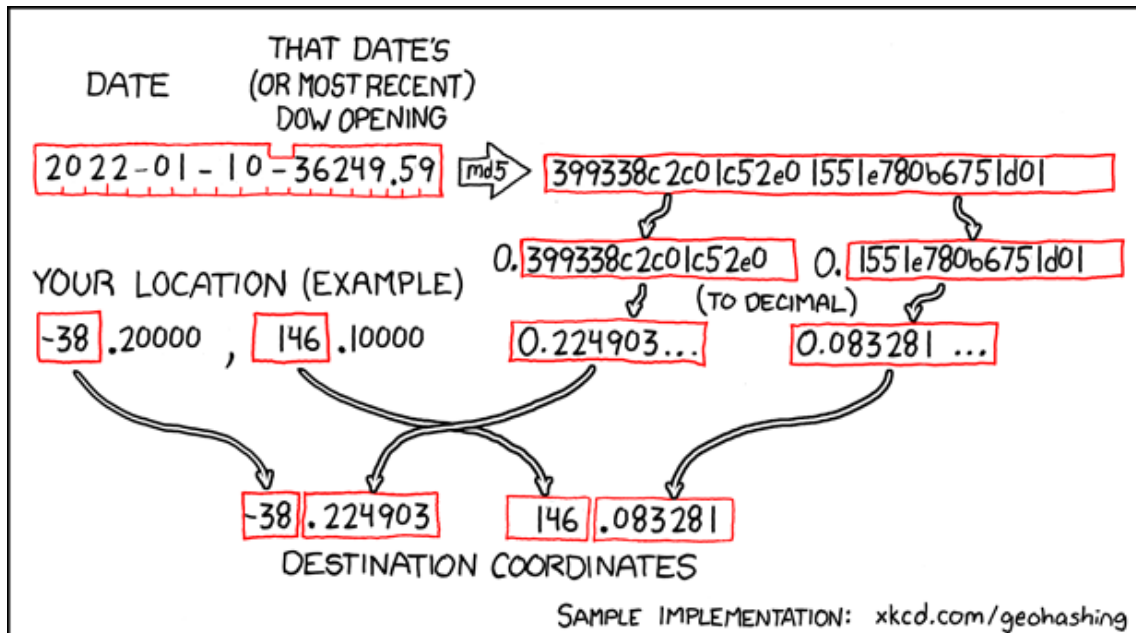 DATE
THAT DATE'S
(OR MOST RECENT)
DOW OPENING
2022-01-10-36249.59
md5
399338c2c01c52e01551e780b6751d01
0.399338c2c01c52e0
0.1551e780b6751d01
YOUR LOCATION (EXAMPLE)
(TO DECIMAL)
-38.20000, 146.10000
0.224903...
0.083281...
-38.224903
146.083281
DESTINATION COORDINATES
SAMPLE IMPLEMENTATION: xkcd.com/geohashing